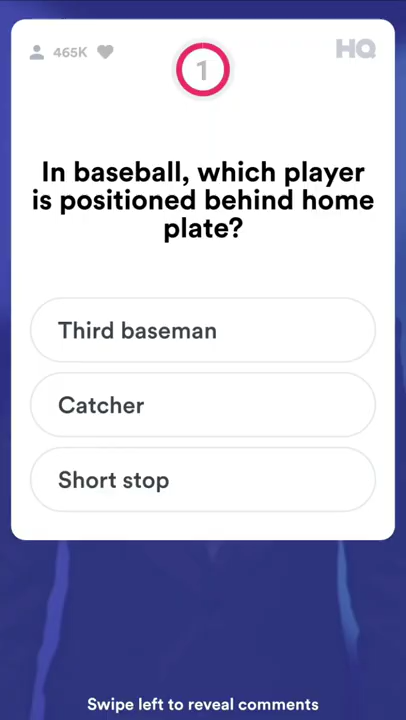 465K
1
HQ
In baseball, which player
is positioned behind home
plate?
Third baseman
Catcher
Short stop
Swipe left to reveal comments